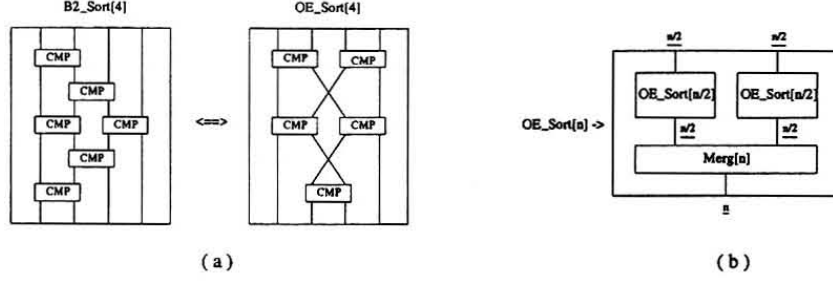 B2_Sort[4]
OE_Sort[4]
CMP
CMP
CMP
CMP
CMP
CMP
<==>
CMP
CMP
CMP
CMP
CMP
( a )
n/2
n/2
OE_Sort[n/2]
OE_Sort[n/2]
OE_Sort[n] ->
n/2
n/2
Merg[n]
n
( b )